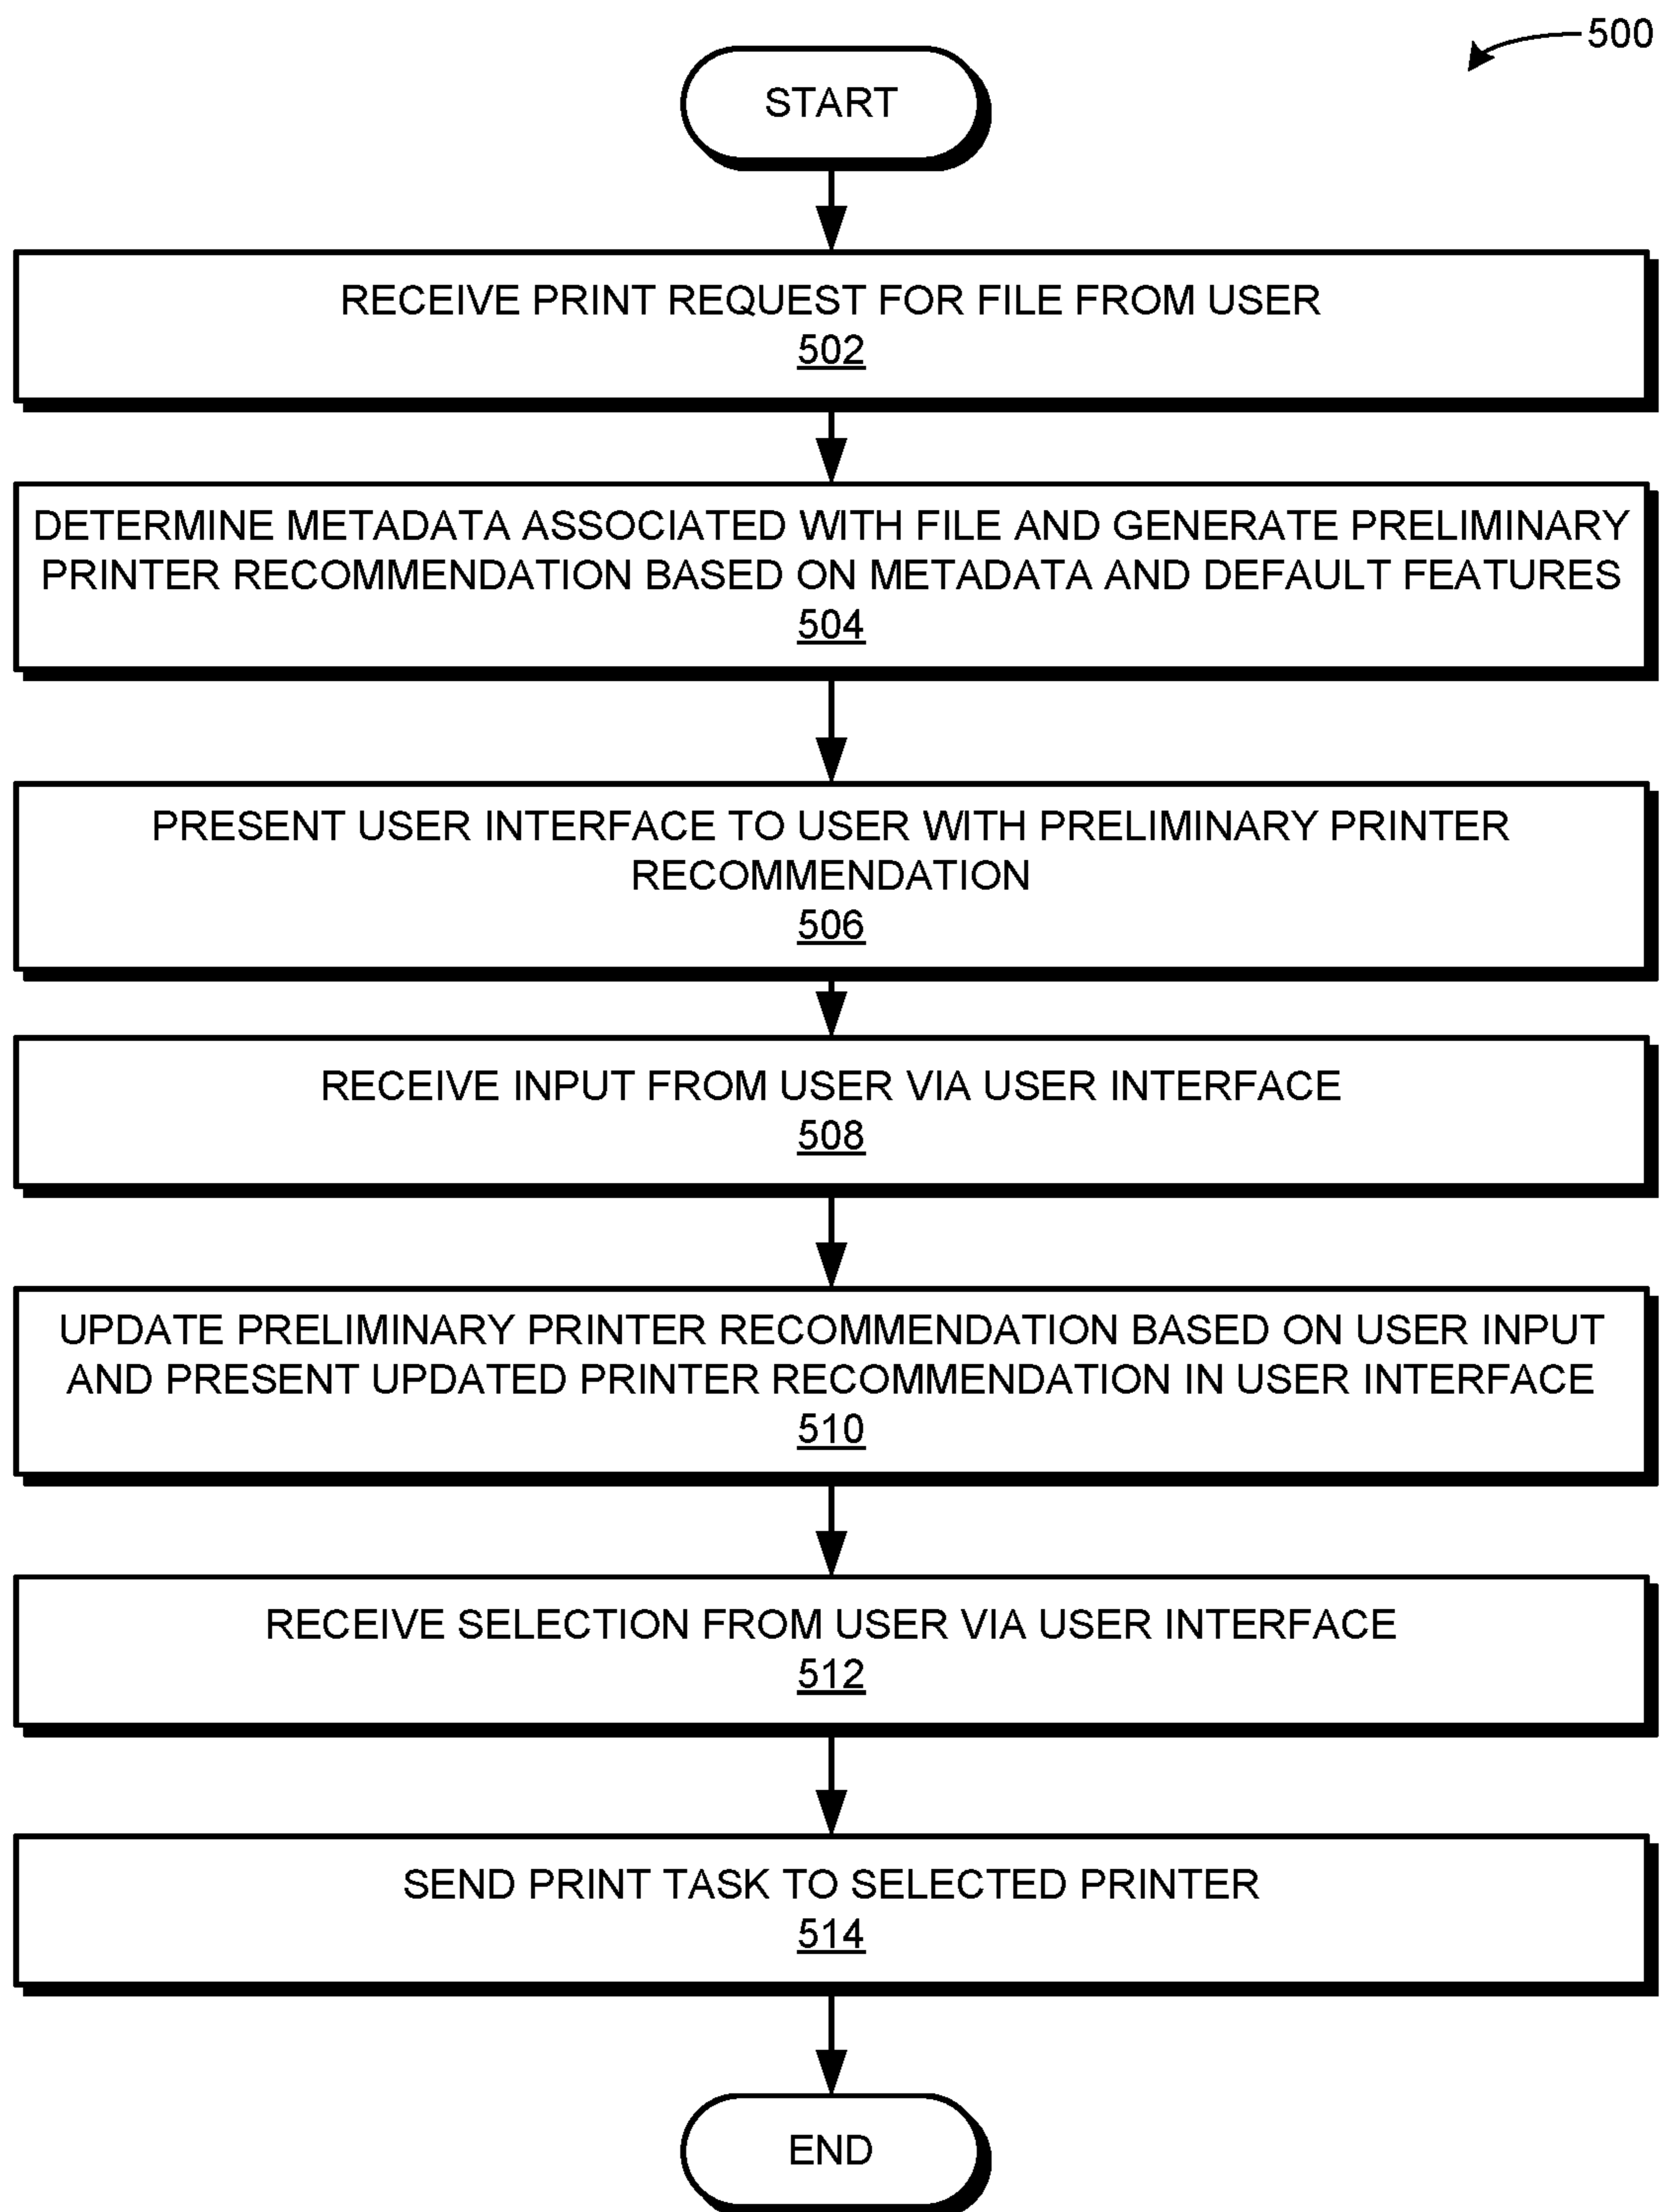 500
START
RECEIVE PRINT REQUEST FOR FILE FROM USER
502
DETERMINE METADATA ASSOCIATED WITH FILE AND GENERATE PRELIMINARY
PRINTER RECOMMENDATION BASED ON METADATA AND DEFAULT FEATURES
504
PRESENT USER INTERFACE TO USER WITH PRELIMINARY PRINTER
RECOMMENDATION
506
RECEIVE INPUT FROM USER VIA USER INTERFACE
508
UPDATE PRELIMINARY PRINTER RECOMMENDATION BASED ON USER INPUT
AND PRESENT UPDATED PRINTER RECOMMENDATION IN USER INTERFACE
510
RECEIVE SELECTION FROM USER VIA USER INTERFACE
512
SEND PRINT TASK TO SELECTED PRINTER
514
END